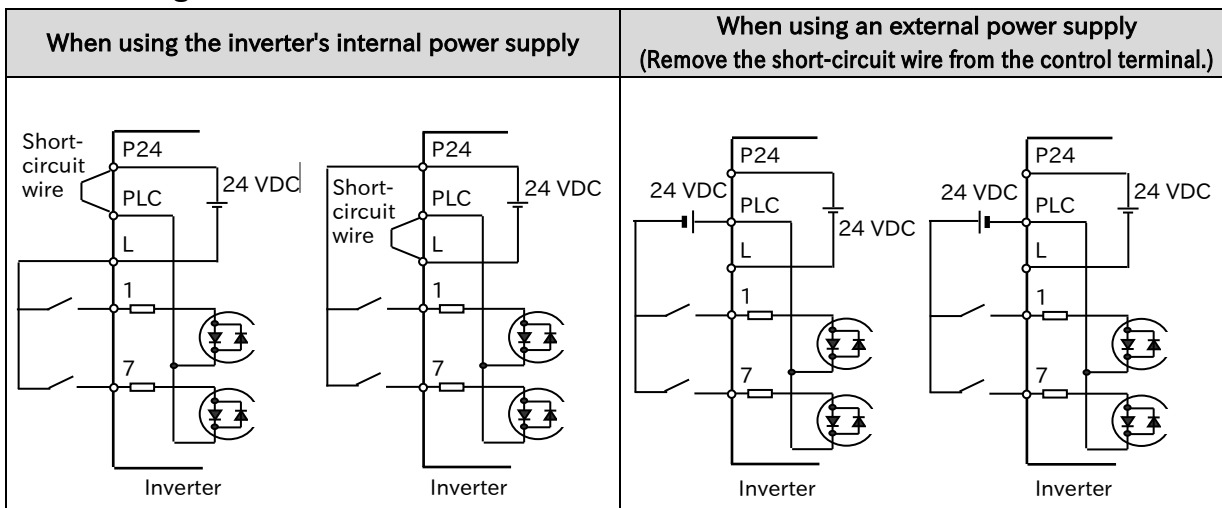 When using the inverter's internal power supply
When using an external power supply
(Remove the short-circuit wire from the control terminal.)
Short-
circuit
wire
P24
PLC
L
24 VDC
1
7
Inverter
Short-
circuit
wire
P24
PLC
L
24 VDC
1
7
Inverter
24 VDC
P24
PLC
L
24 VDC
1
7
Inverter
24 VDC
P24
PLC
L
24 VDC
1
7
Inverter